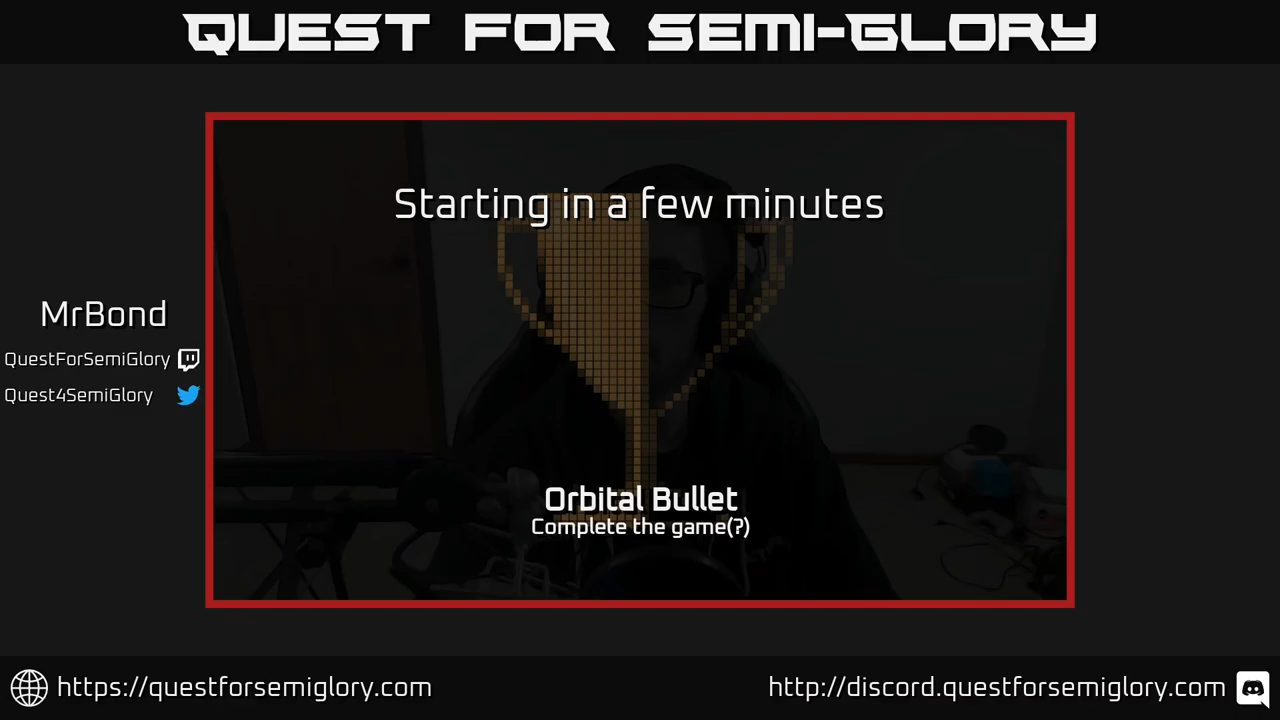 QUEST FOR SEMI-GLORY
Starting in a few minutes
MrBond
QuestForSemiGlory
Quest4SemiGlory
Orbital Bullet
Complete the game(?)
https://questforsemiglory.com
http://discord.questforsemiglory.com